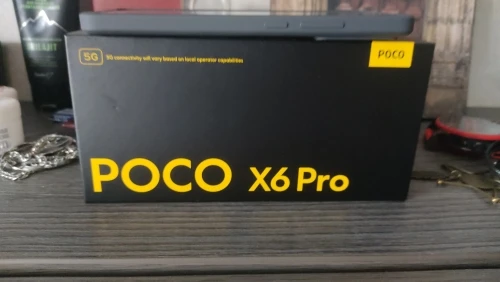 5G
5G connectivity will vary based on local operator capabilities
POCO
POCO X6 Pro